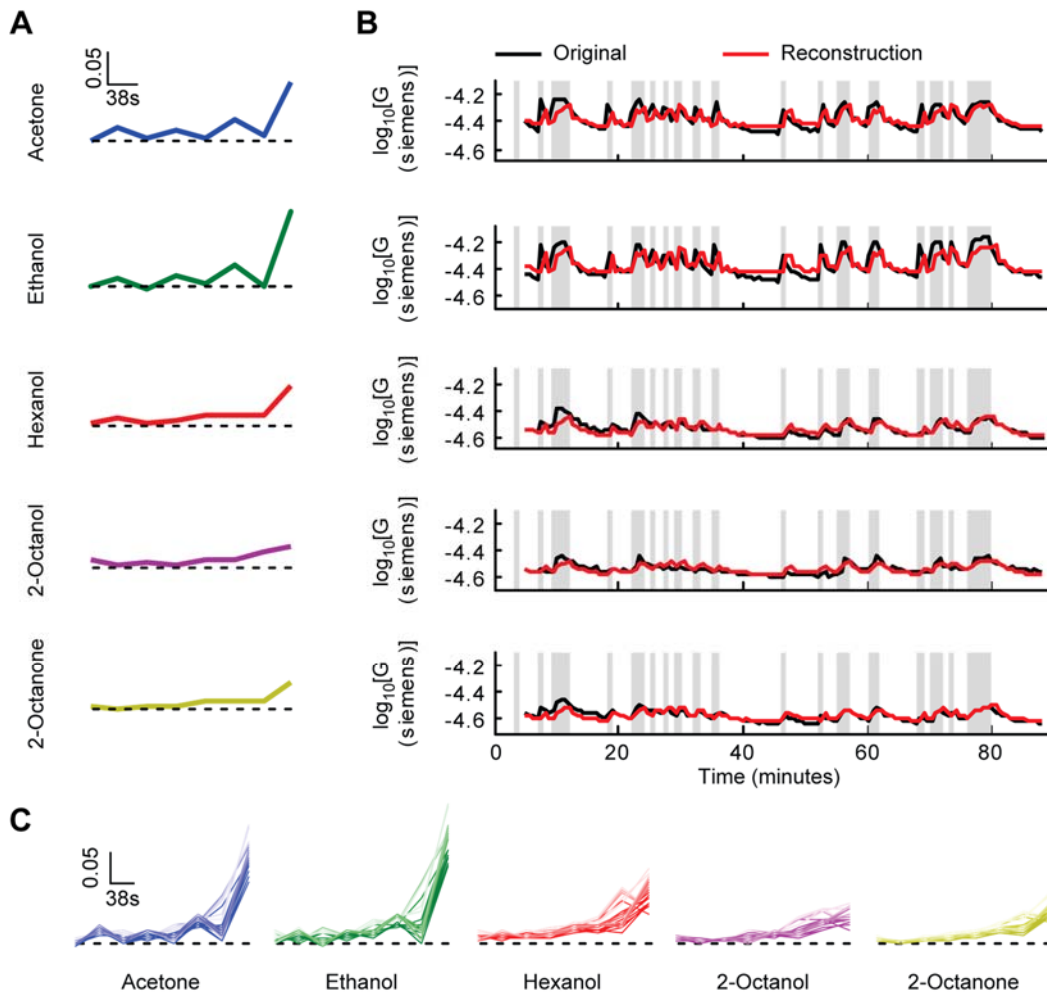 A
B
Original
Reconstruction
0.05
38s
Acetone
log10[G
(siemens)]
-4.2
-4.4
-4.6
Ethanol
log10[G
(siemens)]
-4.2
-4.4
-4.6
Hexanol
log10[G
(siemens)]
-4.2
-4.4
-4.6
2-Octanol
log10[G
(siemens)]
-4.2
-4.4
-4.6
2-Octanone
log10[G
(siemens)]
-4.2
-4.4
-4.6
0 20 40 60 80
Time (minutes)
C
0.05
38s
Acetone Ethanol Hexanol 2-Octanol 2-Octanone